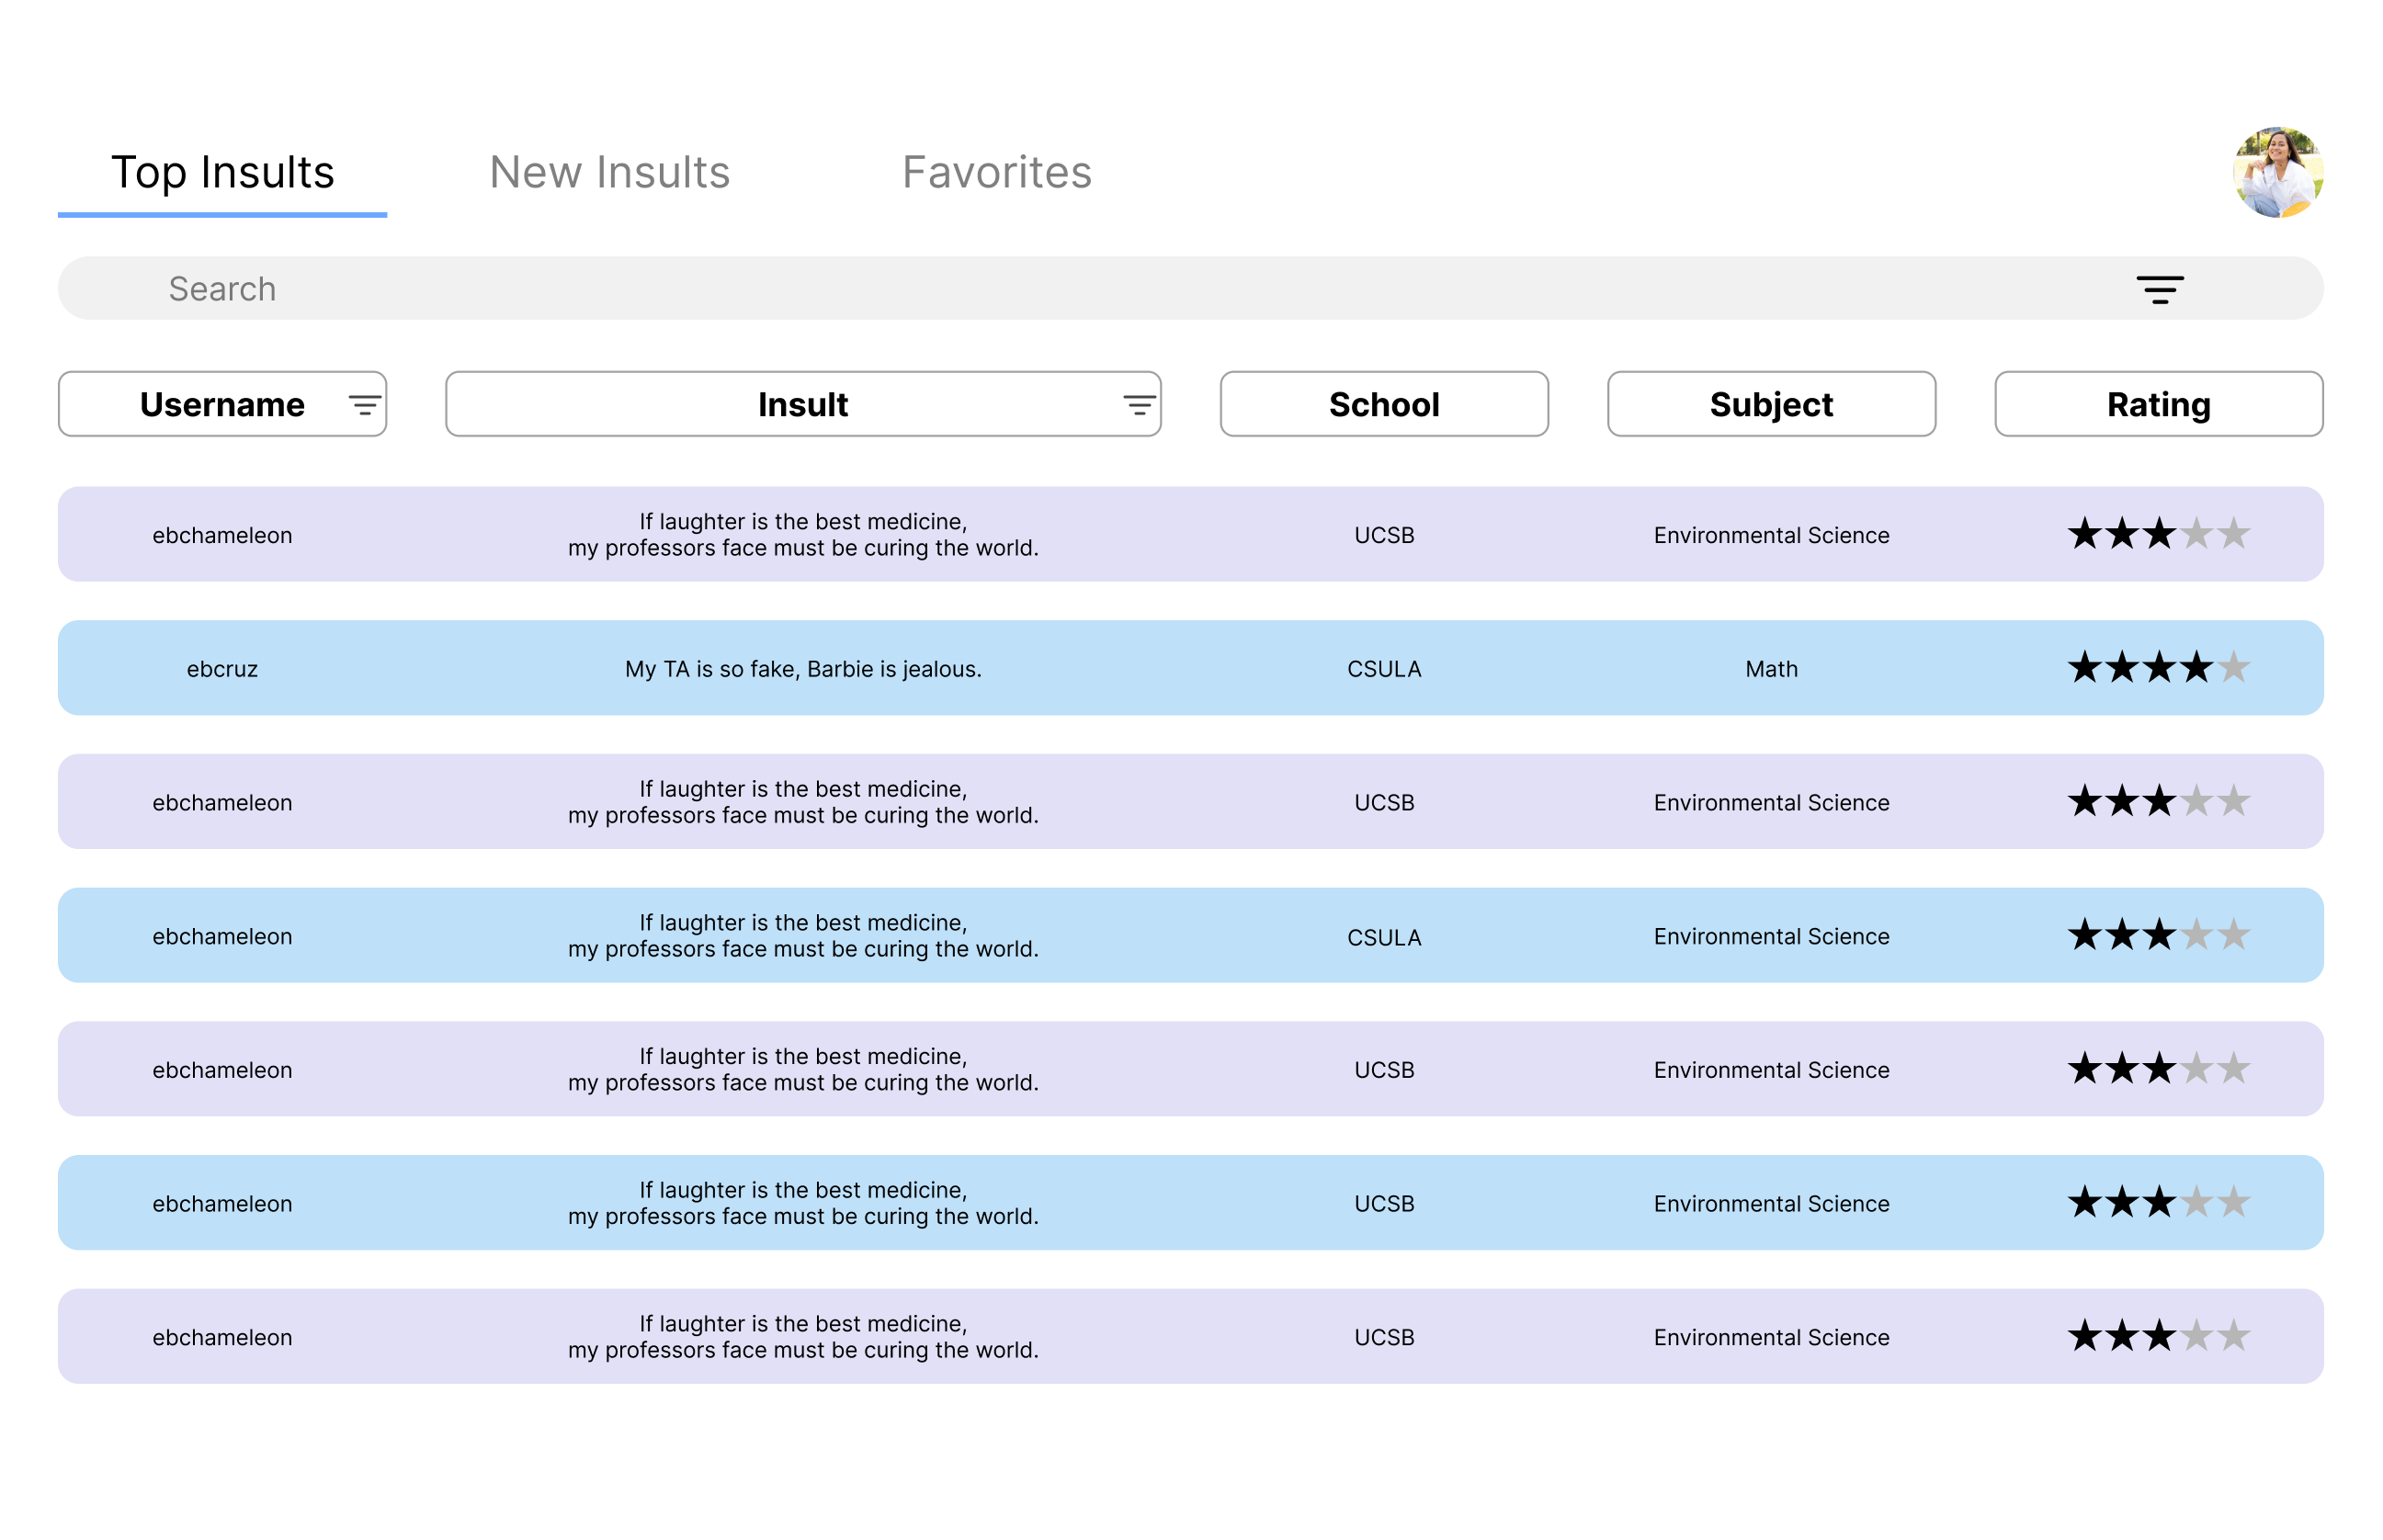 Top Insults New Insults Favorites
Search
Username Insult School Subject Rating
If laughter is the best medicine,
ebchameleon my professors face must be curing the world. UCSB Environmental Science
ebcruz My TA is so fake, Barbie is jealous. CSULA Math
If laughter is the best medicine,
ebchameleon my professors face must be curing the world. UCSB Environmental Science
If laughter is the best medicine,
ebchameleon my professors face must be curing the world. CSULA Environmental Science
If laughter is the best medicine,
ebchameleon my professors face must be curing the world. UCSB Environmental Science
If laughter is the best medicine,
ebchameleon my professors face must be curing the world. UCSB Environmental Science
If laughter is the best medicine,
ebchameleon my professors face must be curing the world. UCSB Environmental Science